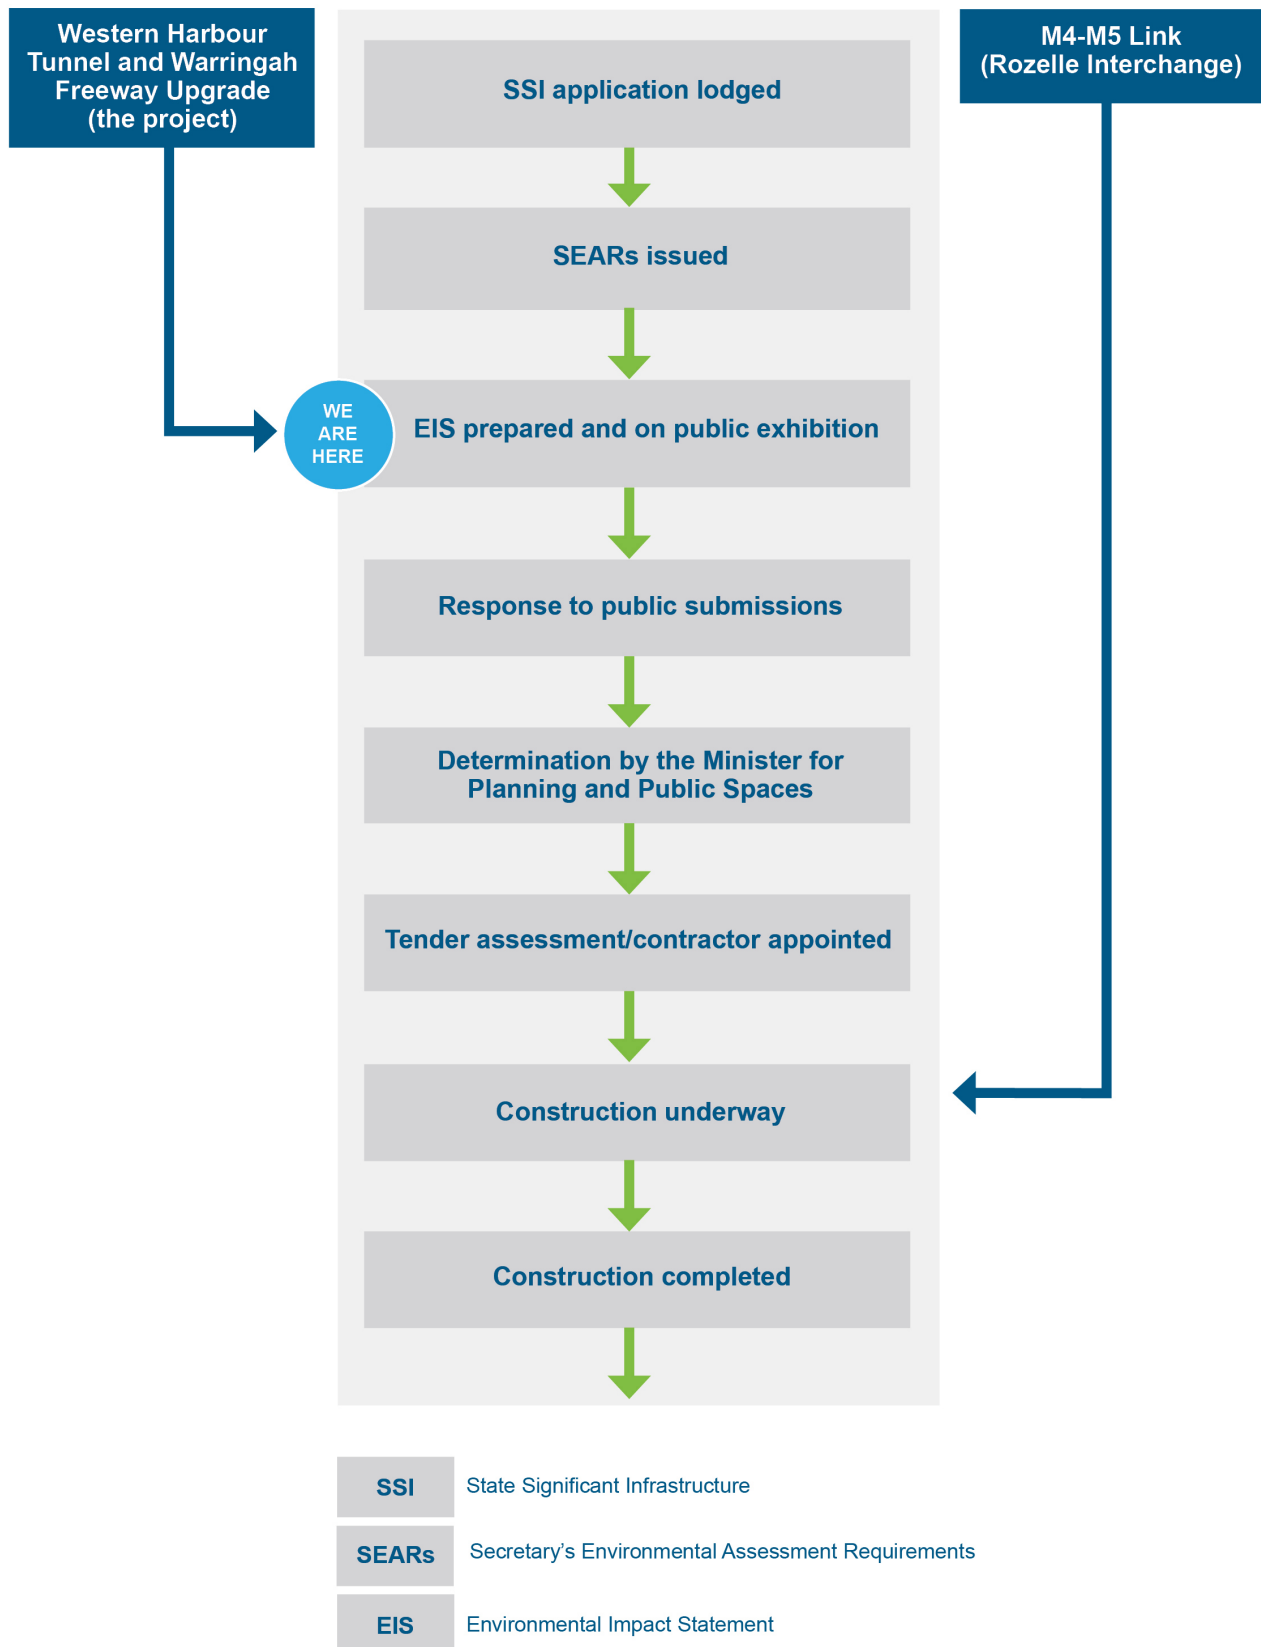 Western Harbour
Tunnel and Warringah
Freeway Upgrade
(the project)
M4-M5 Link
(Rozelle Interchange)
SSI application lodged
SEARs issued
WE
ARE
HERE
EIS prepared and on public exhibition
Response to public submissions
Determination by the Minister for
Planning and Public Spaces
Tender assessment/contractor appointed
Construction underway
Construction completed
SSI State Significant Infrastructure
SEARs Secretary’s Environmental Assessment Requirements
EIS Environmental Impact Statement